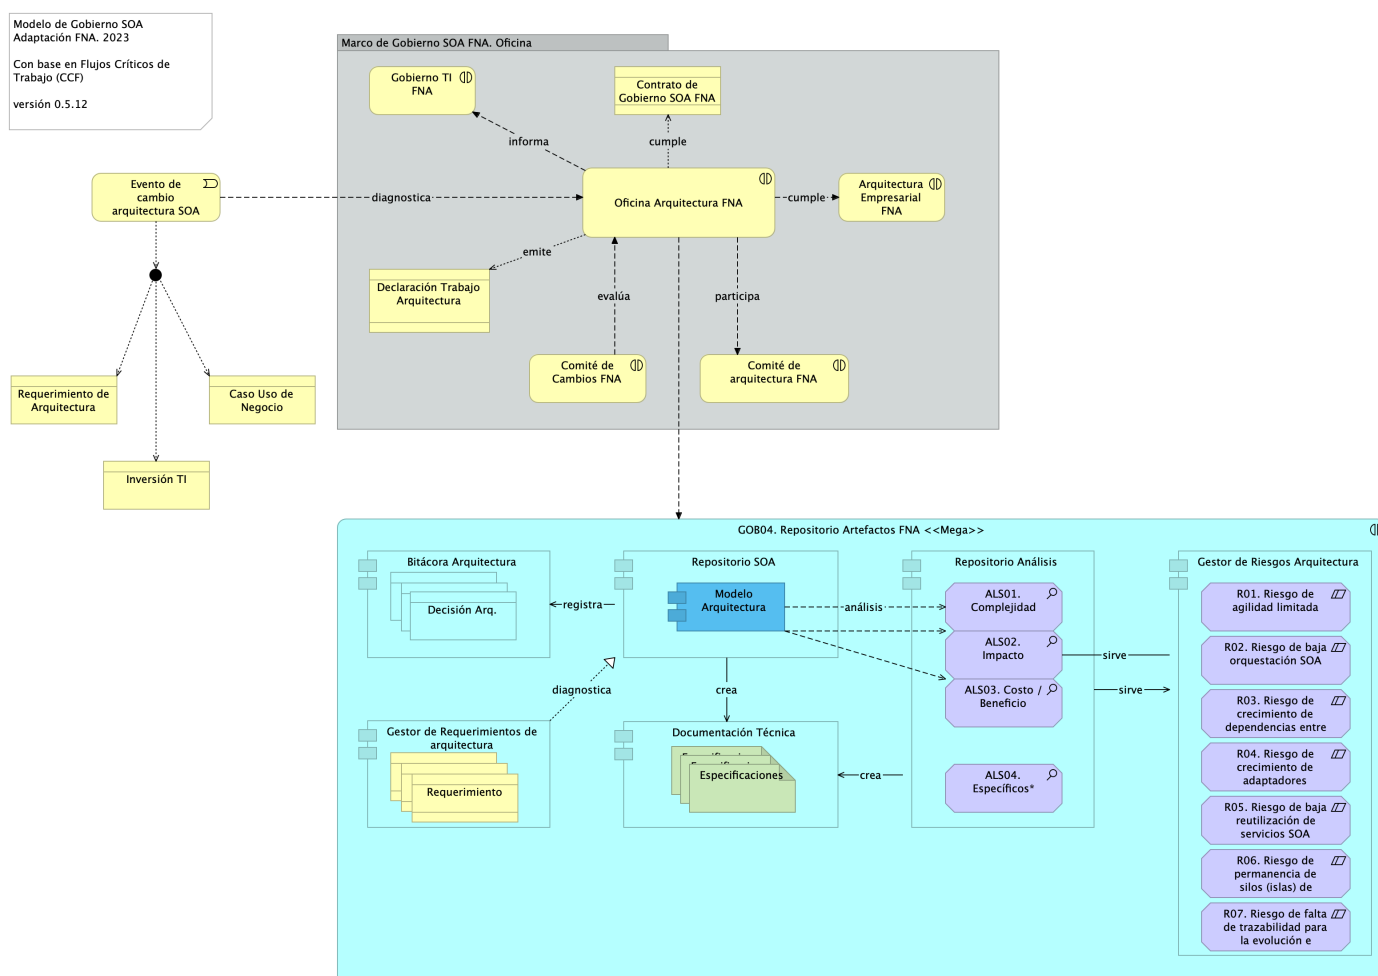 Modelo de Gobierno SOA
Adaptación FNA. 2023
Con base en Flujos Críticos de
Trabajo (CCF)
versión 0.5.12
Marco de Gobierno SOA FNA. Oficina
Gobierno TI
FNA
Contrato de
Gobierno SOA FNA
informa
cumple
Evento de
cambio
arquitectura SOA
diagnostica
Oficina Arquitectura FNA
cumple
Arquitectura
Empresarial
FNA
emite
Declaración Trabajo
Arquitectura
evalúa
participa
Comité de
Cambios FNA
Comité de
arquitectura FNA
Requerimiento de
Arquitectura
Caso Uso de
Negocio
Inversión TI
GOB04. Repositorio Artefactos FNA <<Mega>>
Bitácora Arquitectura
Decisión Arq.
registra
Repositorio SOA
Modelo
Arquitectura
análisis
Repositorio Análisis
ALS01.
Complejidad
ALS02.
Impacto
ALS03. Costo /
Beneficio
ALS04.
Específicos*
sirve
sirve
diagnostica
crea
crea
Gestor de Requerimientos de
arquitectura
Requerimiento
Documentación Técnica
Especificaciones
Gestor de Riesgos Arquitectura
R01. Riesgo de
agilidad limitada
R02. Riesgo de baja
orquestación SOA
R03. Riesgo de
crecimiento de
dependencias entre
R04. Riesgo de
crecimiento de
adaptadores
R05. Riesgo de baja
reutilización de
servicios SOA
R06. Riesgo de
permanencia de
silos (islas) de
R07. Riesgo de falta
de trazabilidad para
la evolución e